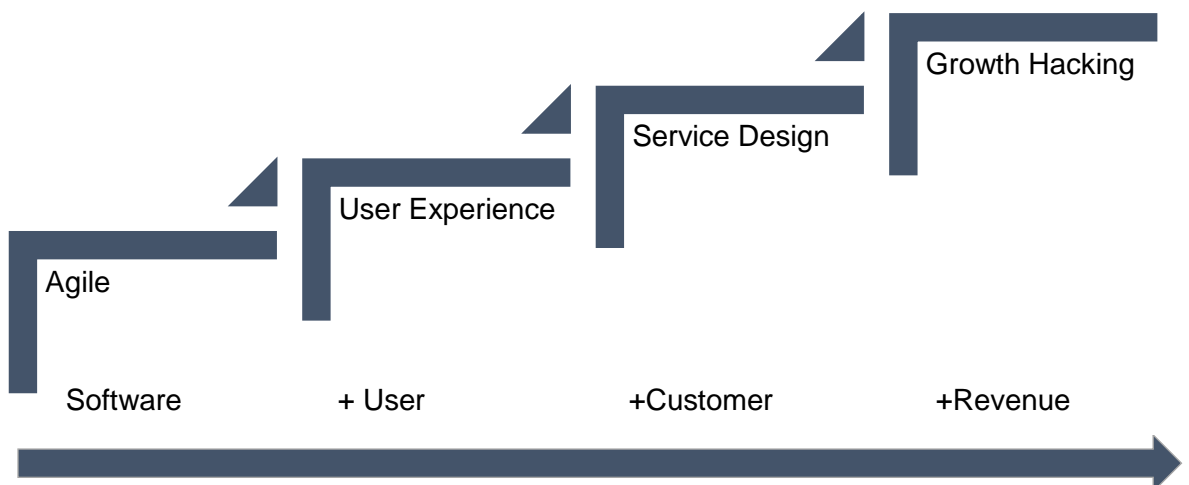 Growth Hacking
Service Design
User Experience
Agile
Software + User +Customer +Revenue